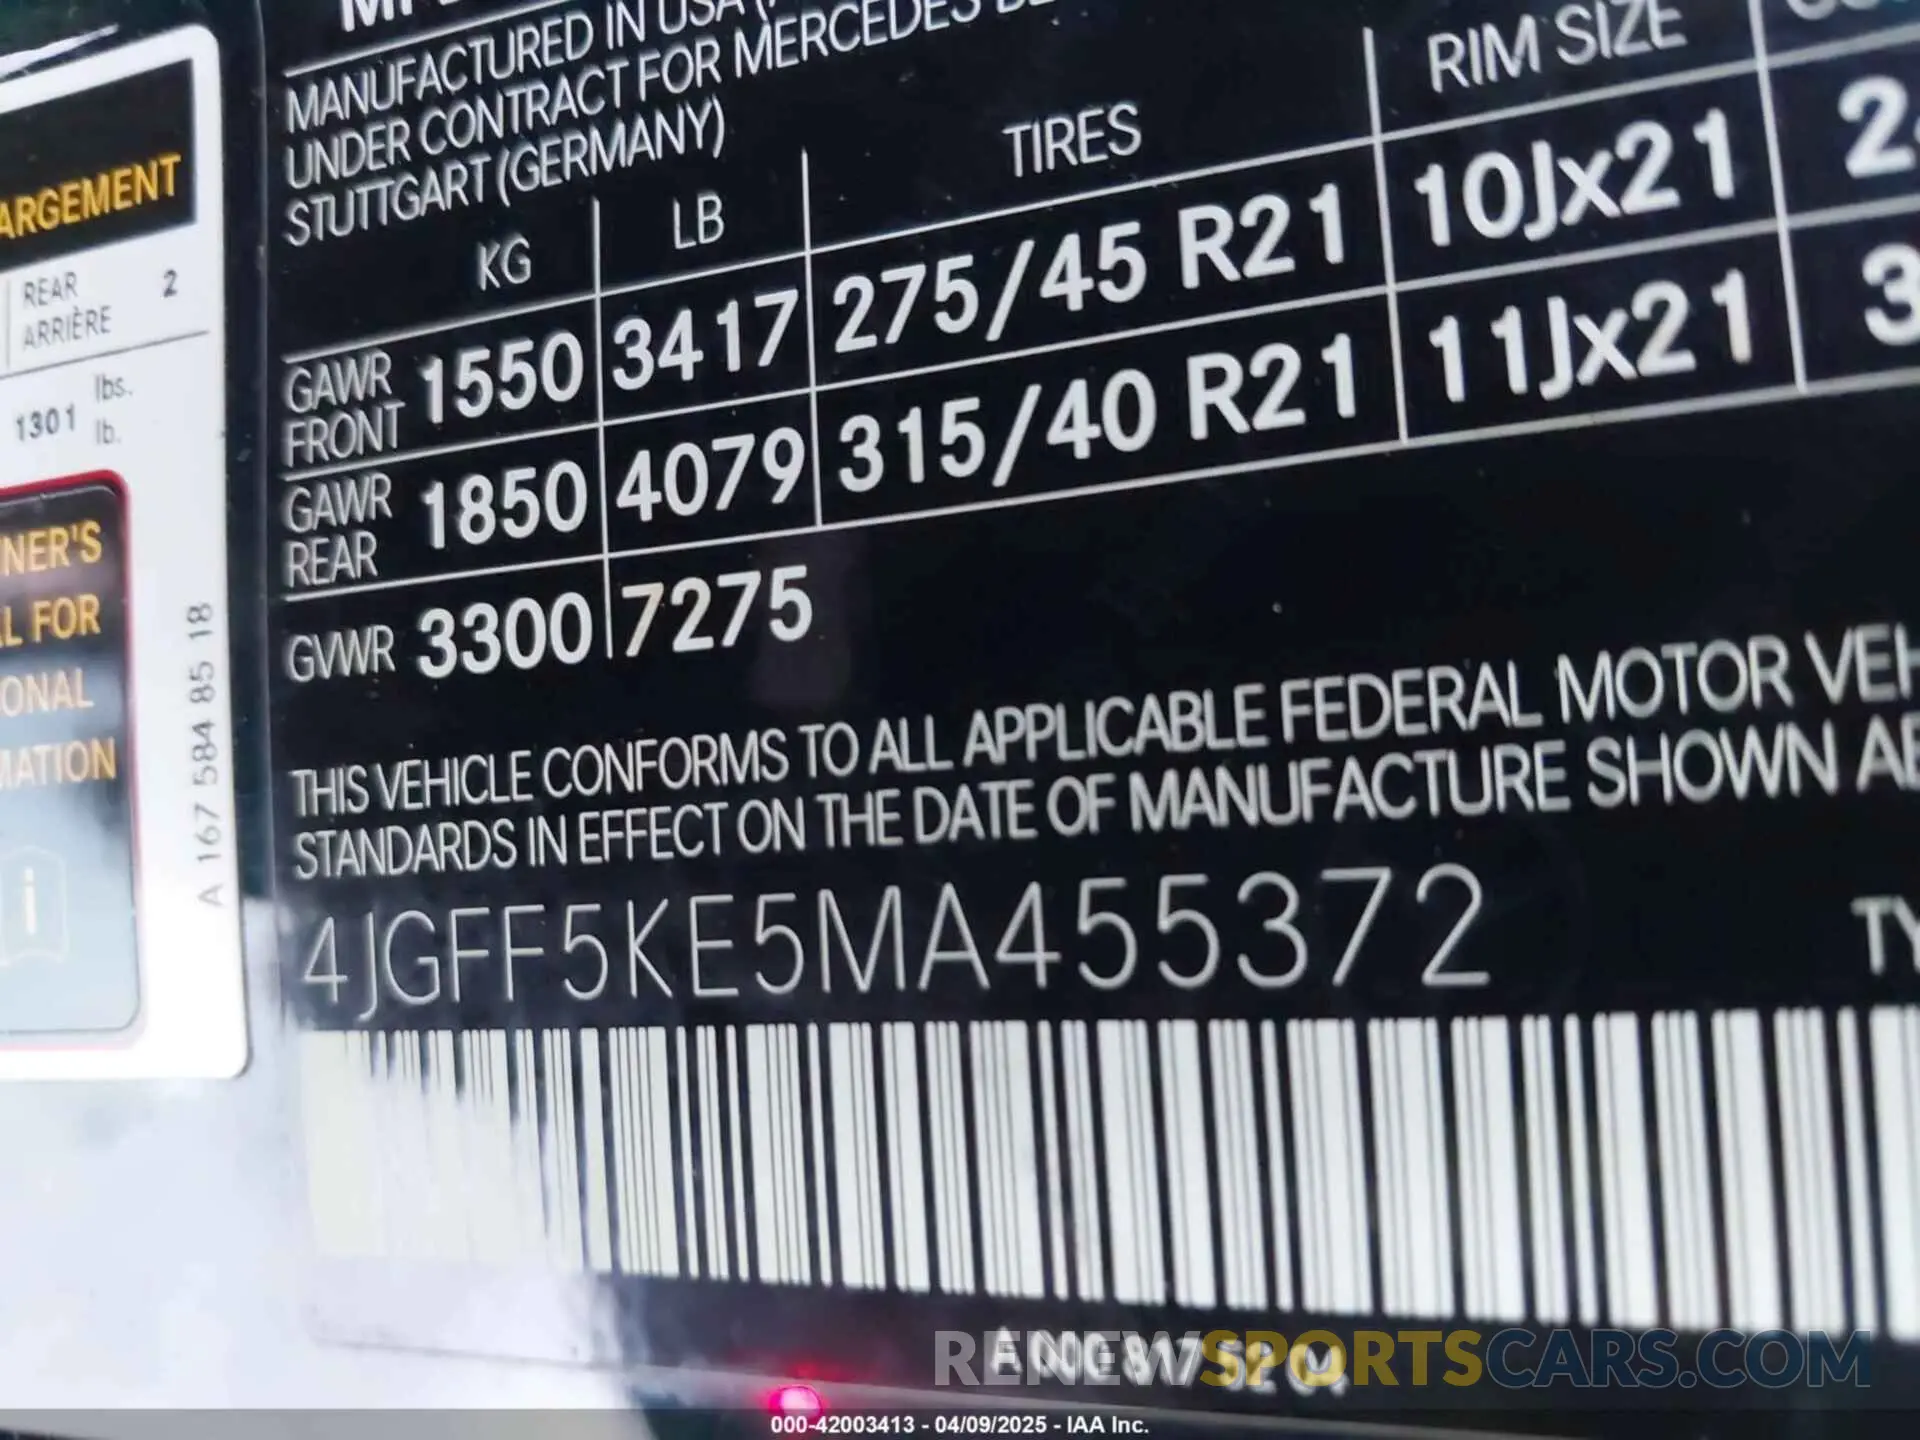 ARGEMENT
REAR 2
ARRIÈRE
1301 lbs.
lb.
NER'S
L FOR
ONAL
MATION
A 167 584 85 18
MANUFACTURED IN USA
UNDER CONTRACT FOR MERCEDES
STUTTGART (GERMANY)
KG LB TIRES RIM SIZE
GAWR FRONT 1550 3417 275/45 R21 10Jx21
GAWR REAR 1850 4079 315/40 R21 11Jx21 3
GVWR 3300 7275
THIS VEHICLE CONFORMS TO ALL APPLICABLE FEDERAL MOTOR VEH
STANDARDS IN EFFECT ON THE DATE OF MANUFACTURE SHOWN AB
4JGFF5KE5MA455372
TY
RENEWSPORTSCARS.COM
000-42003413 - 04/09/2025 - IAA Inc.